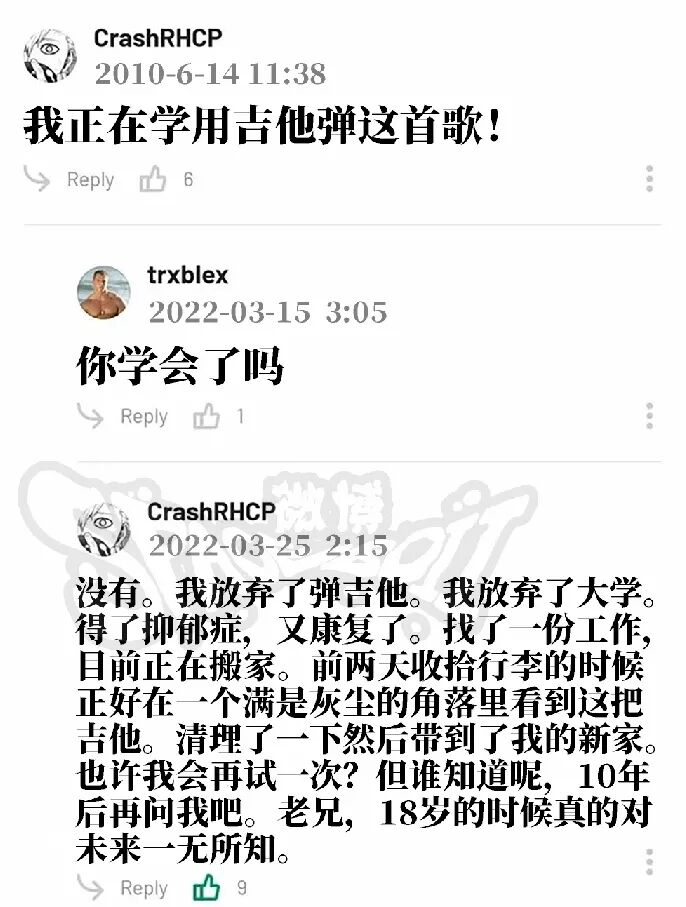 CrashRHCP
2010-6-14 11:38
我正在学用吉他弹这首歌！
Reply 6
trxblex
2022-03-15 3:05
你学会了吗
Reply 1
微博
CrashRHCP
2022-03-25 2:15
没有。我放弃了弹吉他。我放弃了大学。
得了抑郁症，又康复了。找了一份工作，
目前正在搬家。前两天收拾行李的时候
正好在一个满是灰尘的角落里看到这把
吉他。清理了一下然后带到了我的新家。
也许我会再试一次？但谁知道呢，10年
后再问我吧。老兄，18岁的时候真的对
未来一无所知。
Reply 9